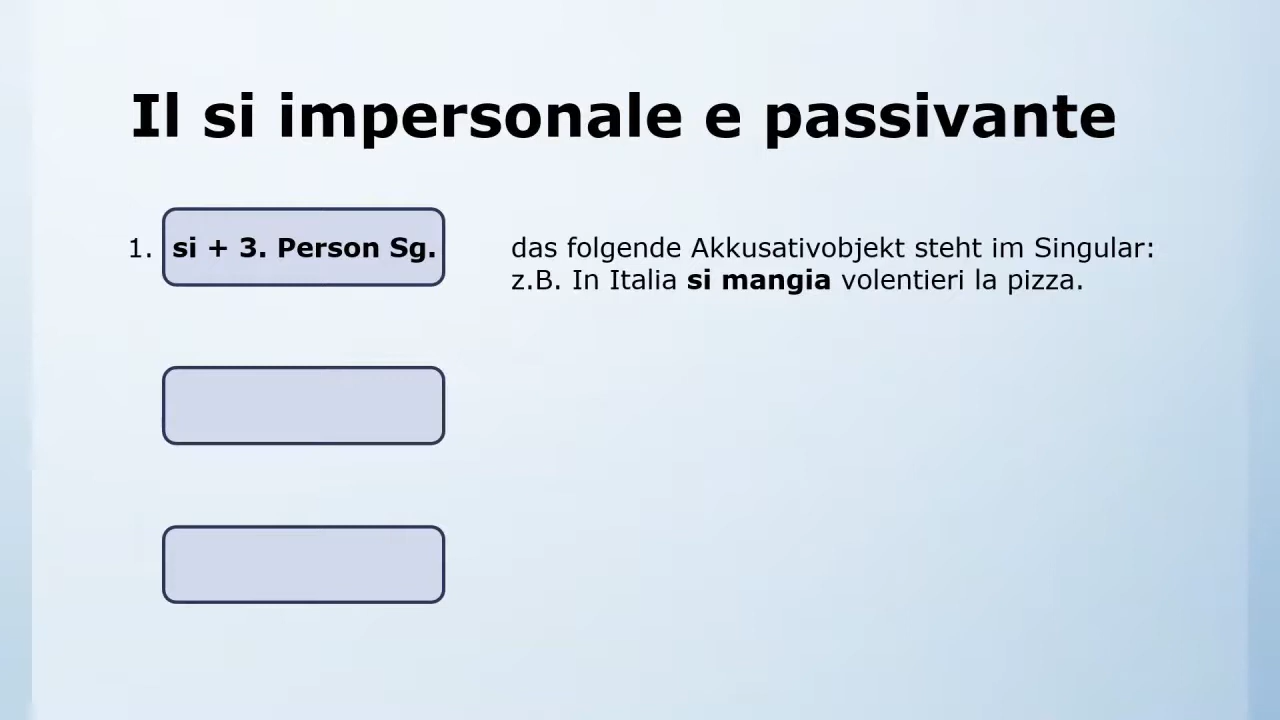 Il si impersonale e passivante
1. si + 3. Person Sg.
das folgende Akkusativobjekt steht im Singular:
z.B. In Italia si mangia volentieri la pizza.